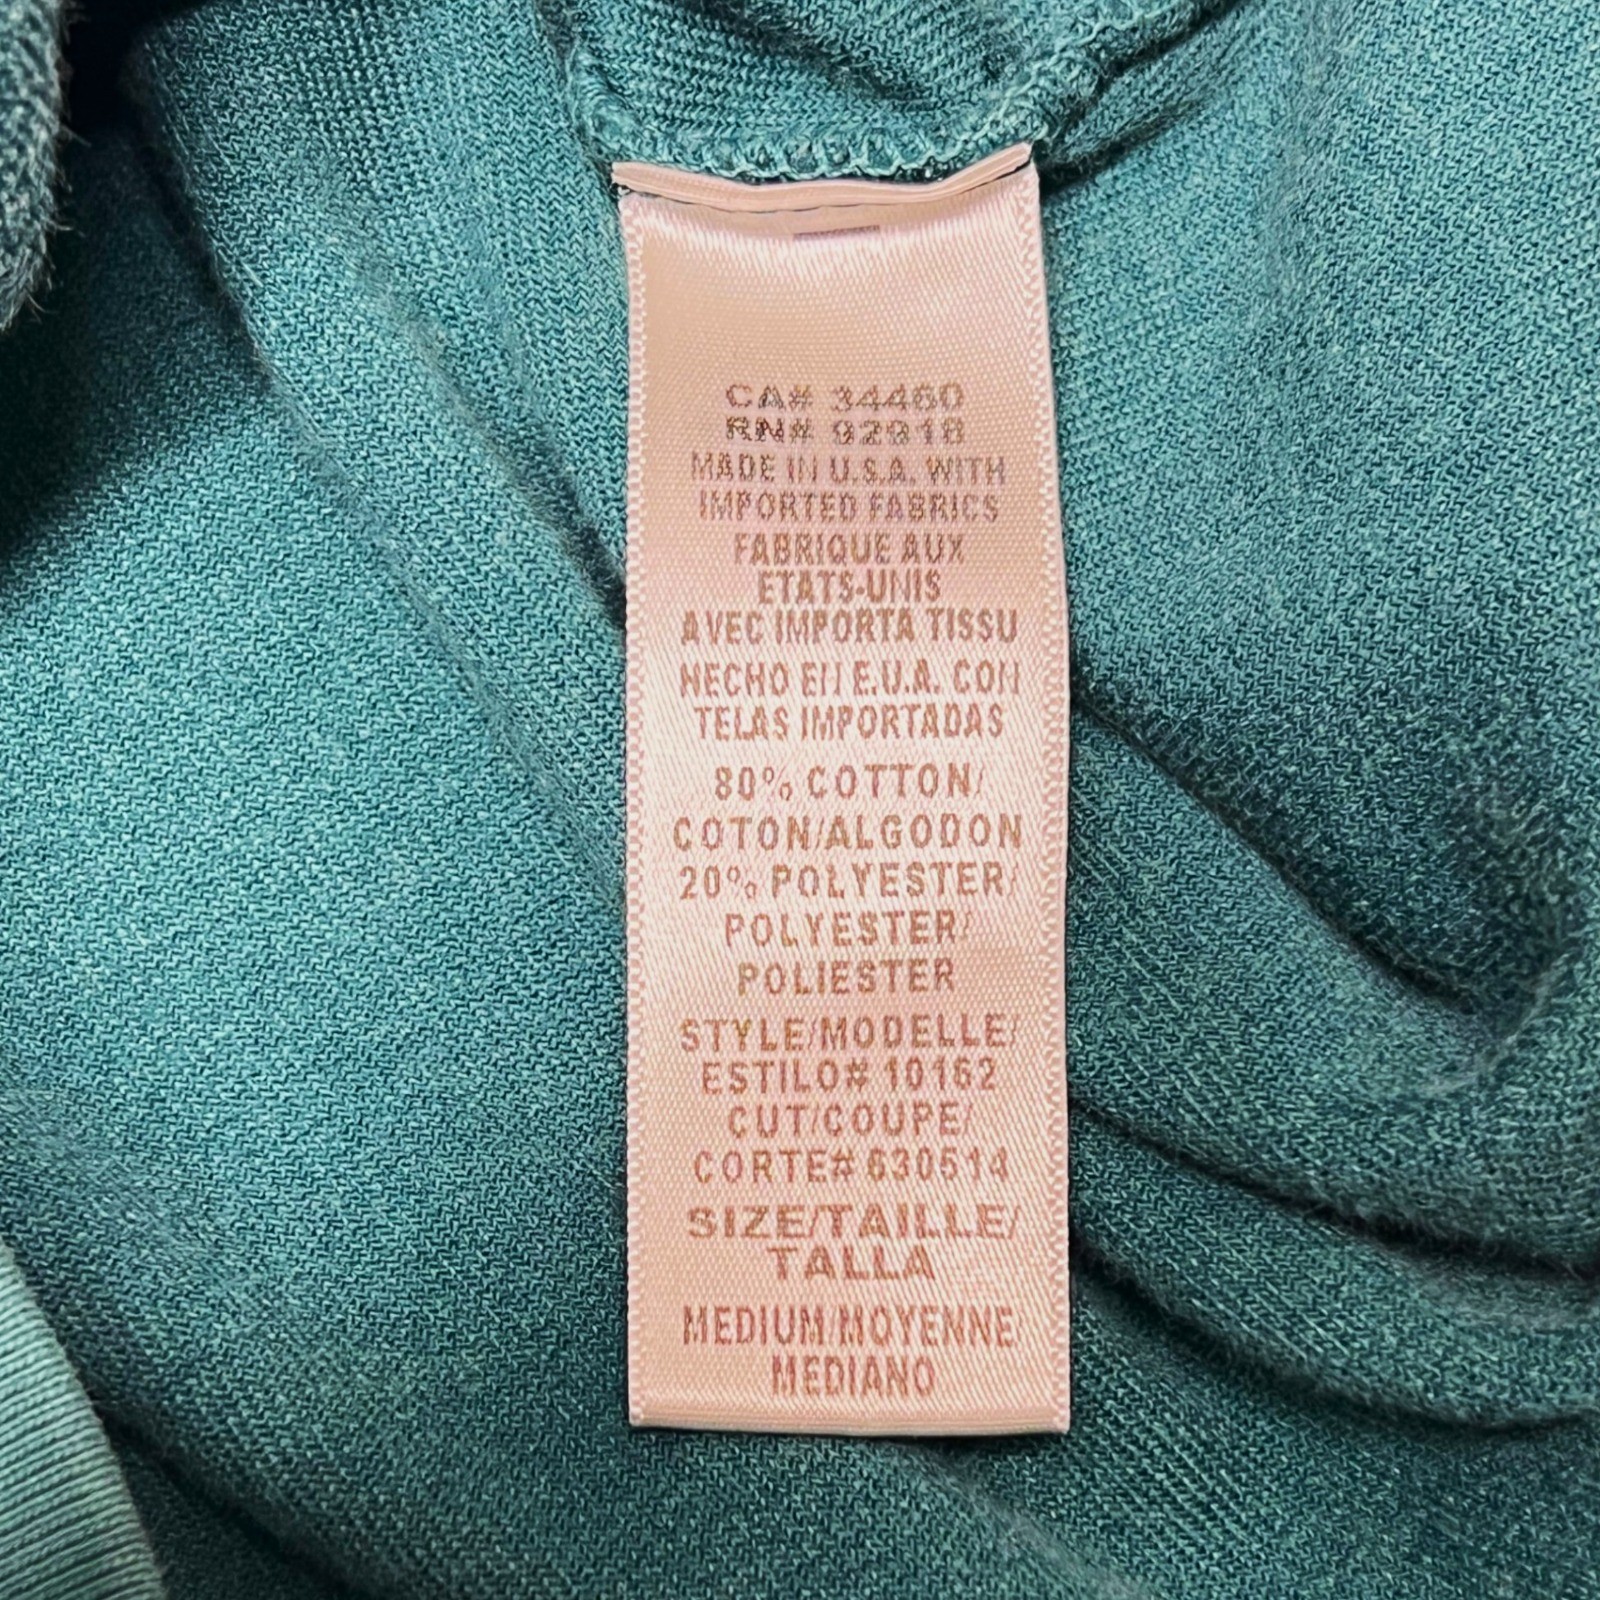 CA# 34460
RN# 92918
MADE IN U.S.A. WITH
IMPORTED FABRICS
FABRIQUE AUX
ETATS-UNIS
AVEC IMPORTA TISSU
HECHO EN E.U.A. CON
TELAS IMPORTADAS
80% COTTON/
COTON/ALGODON
20% POLYESTER/
POLYESTER/
POLIESTER
STYLE/MODELLE/
ESTILO# 10162
CUT/COUPE/
CORTE# 630514
SIZE/TAILLE/
TALLA
MEDIUM/MOYENNE/
MEDIANO